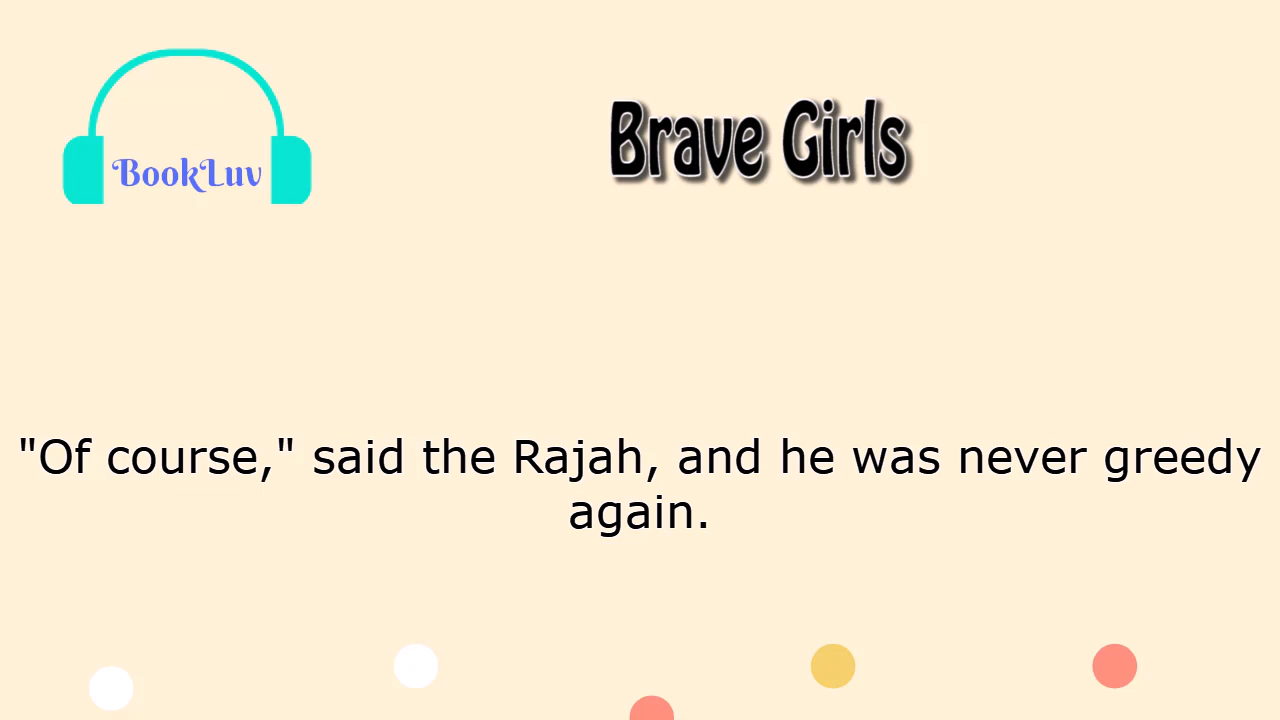 BookLuv
Brave Girls
"Of course," said the Rajah, and he was never greedy
again.